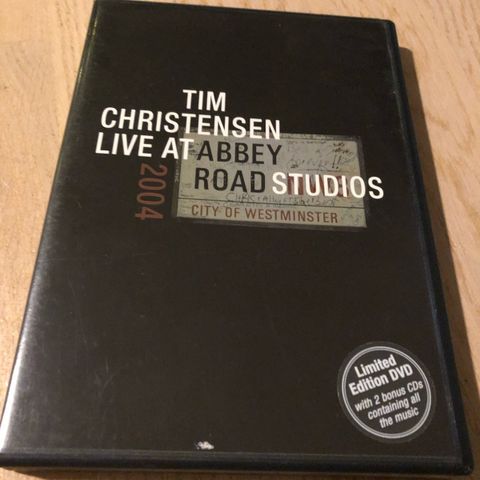 TIM
CHRISTENSEN
LIVE AT ABBEY
ROAD STUDIOS
2004
CITY OF WESTMINSTER
Limited
Edition DVD
with 2 bonus CDs
containing all
the music